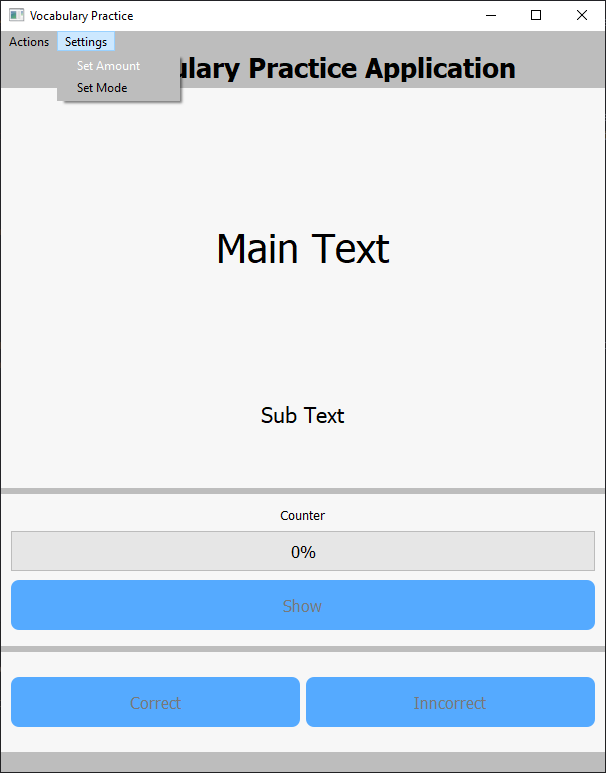 Vocabulary Practice
Actions Settings
Set Amount
ulary Practice Application
Set Mode
Main Text
Sub Text
Counter
0%
Show
Correct Inncorrect